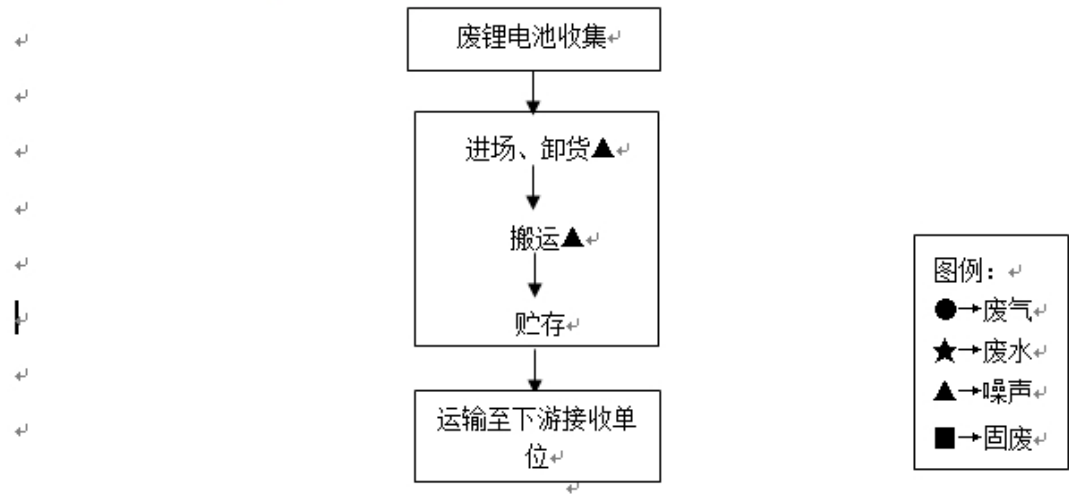 废锂电池收集
进场、卸货▲
搬运▲
贮存
运输至下游接收单
位
图例：
●→废气
★→废水
▲→噪声
■→固废